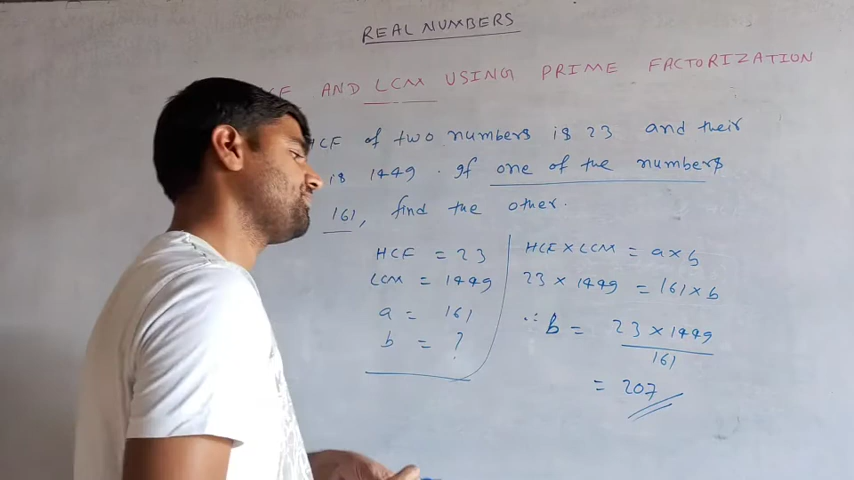 REAL NUMBERS
AND LCM USING PRIME FACTORIZATION
HCF of two numbers is 23 and their
is 1449. If one of the numbers
161, find the other.
HCF = 23
LCM = 1449
a = 161
b = ?
HCF × LCM = a × b
23 × 1449 = 161 × b
∴ b = 23 × 1449
161
= 207